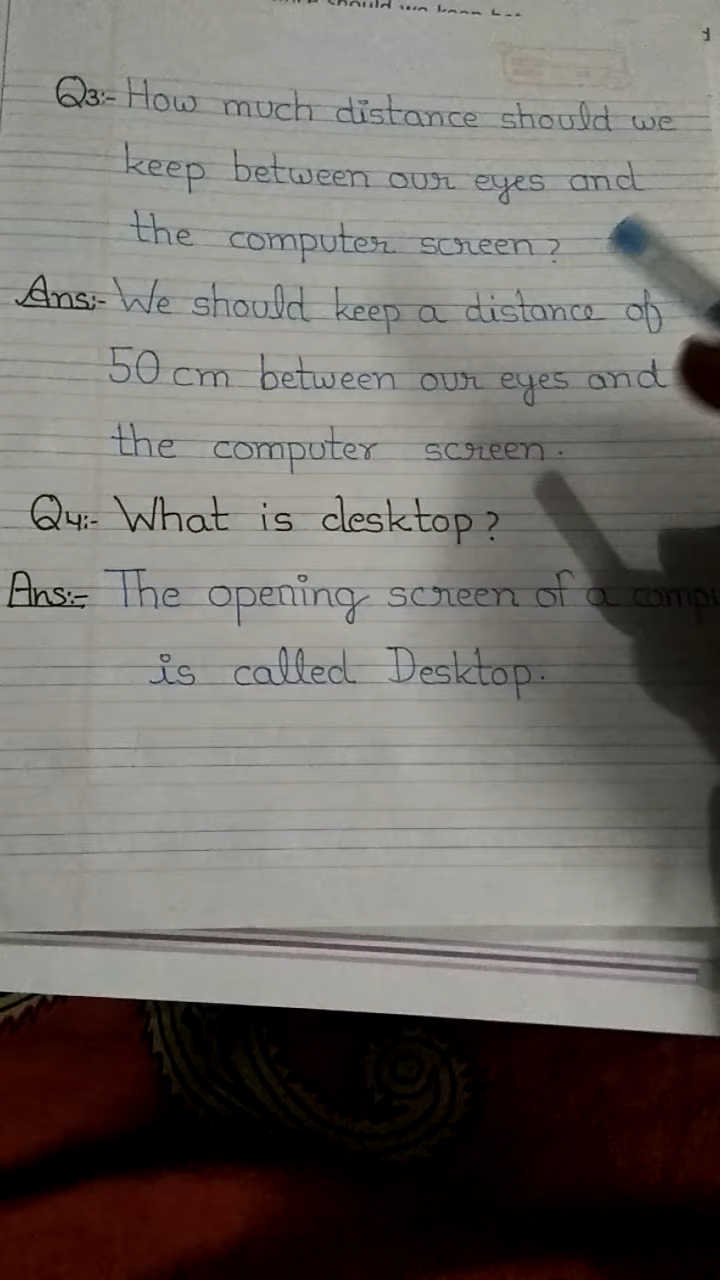 Q3:- How much distance should we
keep between our eyes and
the computer screen?
Ans:- We should keep a distance of
50 cm between our eyes and
the computer screen.
Q4:- What is desktop?
Ans:- The opening screen of a
is called Desktop.